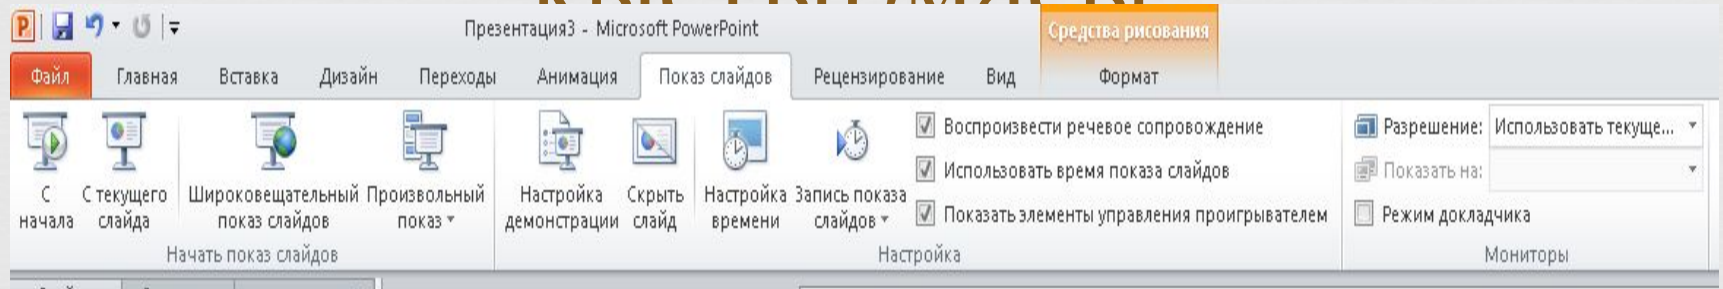 Презентация3 - Microsoft PowerPoint
Средства рисования
Файл Главная Вставка Дизайн Переходы Анимация Показ слайдов Рецензирование Вид Формат
С начала
С текущего слайда
Широковещательный показ слайдов
Произвольный показ
Начать показ слайдов
Настройка демонстрации
Скрыть слайд
Настройка времени
Запись показа слайдов
Воспроизвести речевое сопровождение
Использовать время показа слайдов
Показать элементы управления проигрывателем
Настройка
Разрешение: Использовать текуще...
Показать на:
Режим докладчика
Мониторы